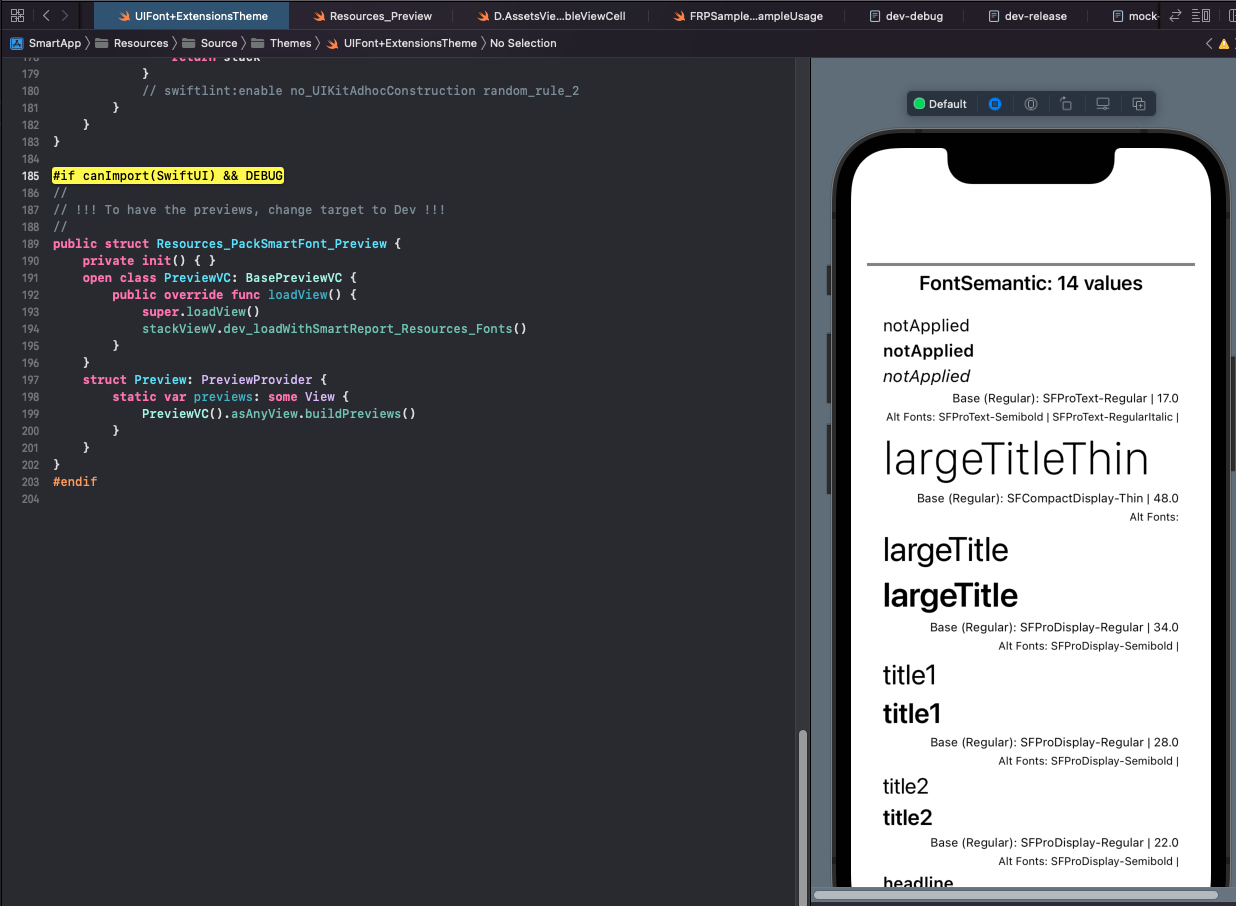 UIFont+ExtensionsTheme
Resources_Preview
D.AssetsVie...bleViewCell
FRPSample...ampleUsage
dev-debug
dev-release
mock-
SmartApp
Resources
Source
Themes
UIFont+ExtensionsTheme
No Selection
178 return stack
179 }
180 // swiftlint:enable no_UIKitAdhocConstruction random_rule_2
181 }
182 }
183 }
184
185 #if canImport(SwiftUI) && DEBUG
186 //
187 // !!! To have the previews, change target to Dev !!!
188 //
189 public struct Resources_PackSmartFont_Preview {
190 private init() { }
191 open class PreviewVC: BasePreviewVC {
192 public override func loadView() {
193 super.loadView()
194 stackViewV.dev_loadWithSmartReport_Resources_Fonts()
195 }
196 }
197 struct Preview: PreviewProvider {
198 static var previews: some View {
199 PreviewVC().asAnyView.buildPreviews()
200 }
201 }
202 }
203 #endif
204
Default
FontSemantic: 14 values
notApplied
notApplied
notApplied
Base (Regular): SFProText-Regular | 17.0
Alt Fonts: SFProText-Semibold | SFProText-RegularItalic |
largeTitleThin
Base (Regular): SFCompactDisplay-Thin | 48.0
Alt Fonts:
largeTitle
largeTitle
Base (Regular): SFProDisplay-Regular | 34.0
Alt Fonts: SFProDisplay-Semibold |
title1
title1
Base (Regular): SFProDisplay-Regular | 28.0
Alt Fonts: SFProDisplay-Semibold |
title2
title2
Base (Regular): SFProDisplay-Regular | 22.0
Alt Fonts: SFProDisplay-Semibold |
headline